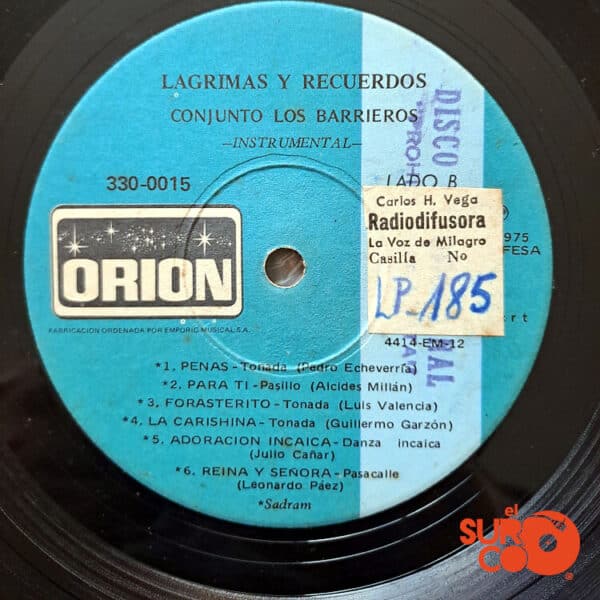 LAGRIMAS Y RECUERDOS
CONJUNTO LOS BARRIEROS
—INSTRUMENTAL—
330-0015
LADO B
DISCO
Carlos H. Vega
Radiodifusora
La Voz de Milagro
Casilla No
LP-185
975
FESA
ORION
FABRICACION ORDENADA POR EMPORIO MUSICAL S.A.
4414-EM-12
*1. PENAS - Tonada (Pedro Echeverría)
*2. PARA TI - Pasillo (Alcides Millán)
*3. FORASTERITO - Tonada (Luis Valencia)
*4. LA CARISHINA - Tonada (Guillermo Garzón)
*5. ADORACION INCAICA - Danza incaica
(Julio Cañar)
*6. REINA Y SEÑORA - Pasacalle
(Leonardo Páez)
*Sadram
el
SURCO